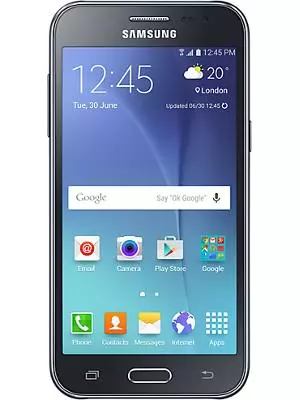 SAMSUNG
12:45 PM
12:45
20°
London
Tue, 30 June
Updated 06/30 12:45
Google
Say "Ok Google"
Email
Camera
Play Store
Google
Phone
Contacts
Messages
Internet
Apps